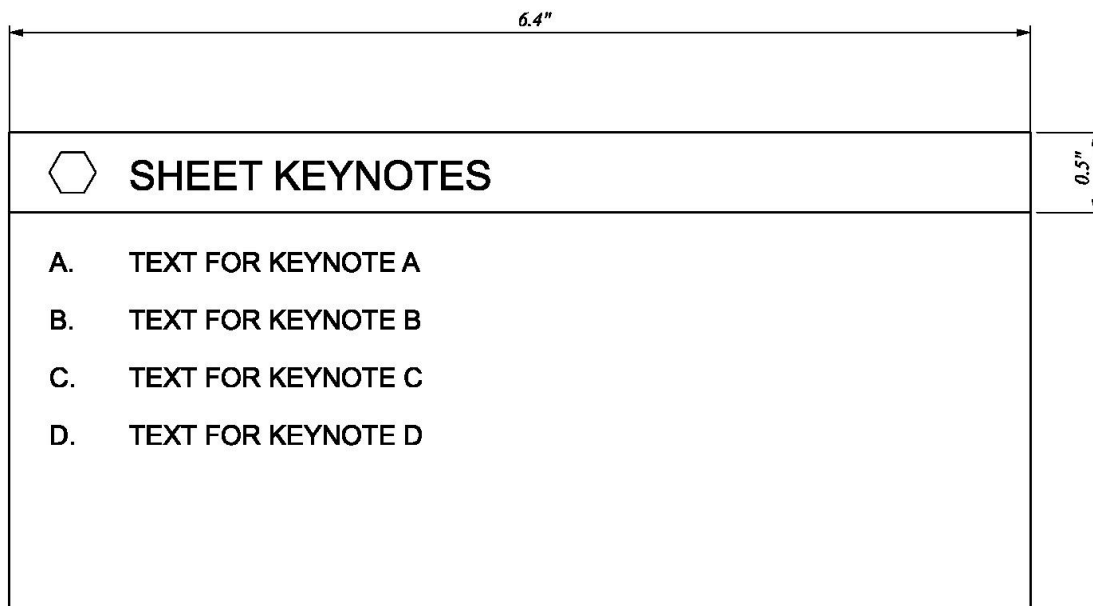 6.4"
SHEET KEYNOTES
0.5"
A. TEXT FOR KEYNOTE A
B. TEXT FOR KEYNOTE B
C. TEXT FOR KEYNOTE C
D. TEXT FOR KEYNOTE D